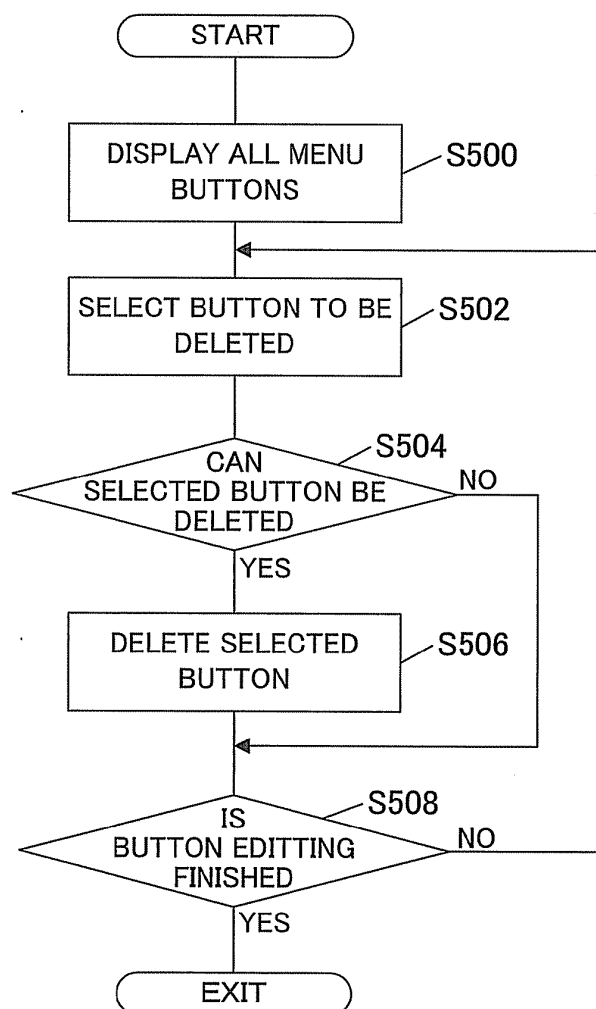 START
DISPLAY ALL MENU
BUTTONS
S500
SELECT BUTTON TO BE
DELETED
S502
CAN
SELECTED BUTTON BE
DELETED
S504
NO
YES
DELETE SELECTED
BUTTON
S506
IS
BUTTON EDITTING
FINISHED
S508
NO
YES
EXIT